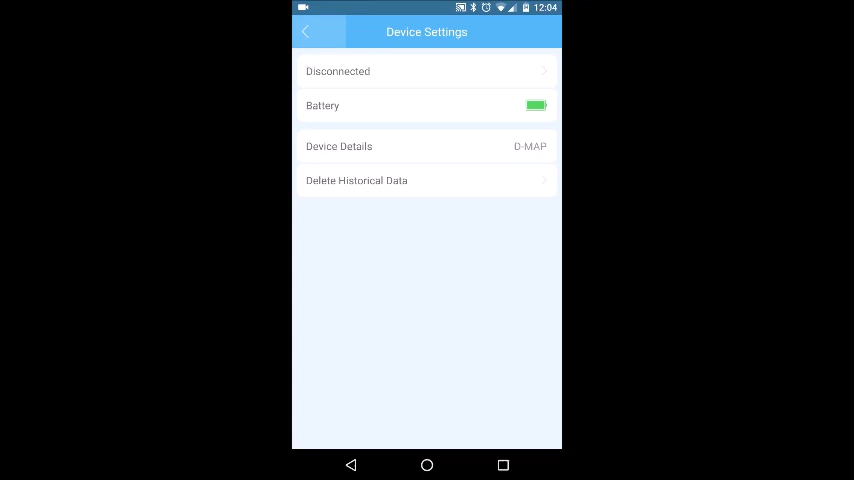 12:04
Device Settings
Disconnected
Battery
Device Details D-MAP
Delete Historical Data